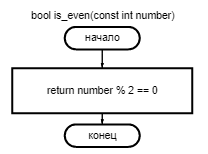 bool is_even(const int number)
начало
return number % 2 == 0
конец